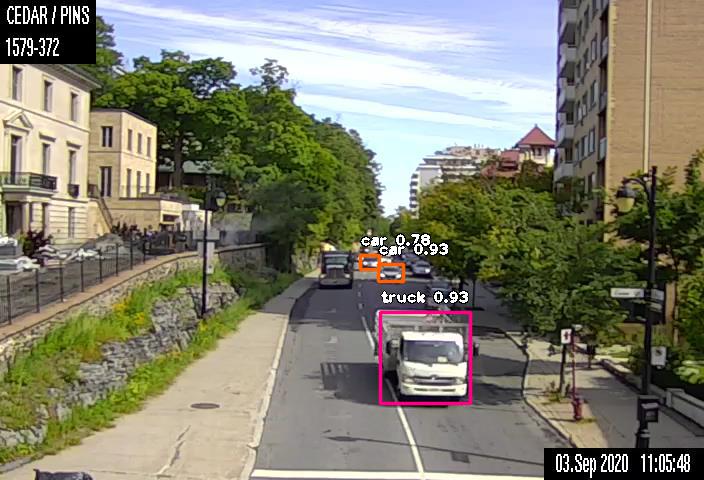 CEDAR / PINS
1579-372
car 0.78
car 0.93
truck 0.93
03.Sep 2020 11:05:48